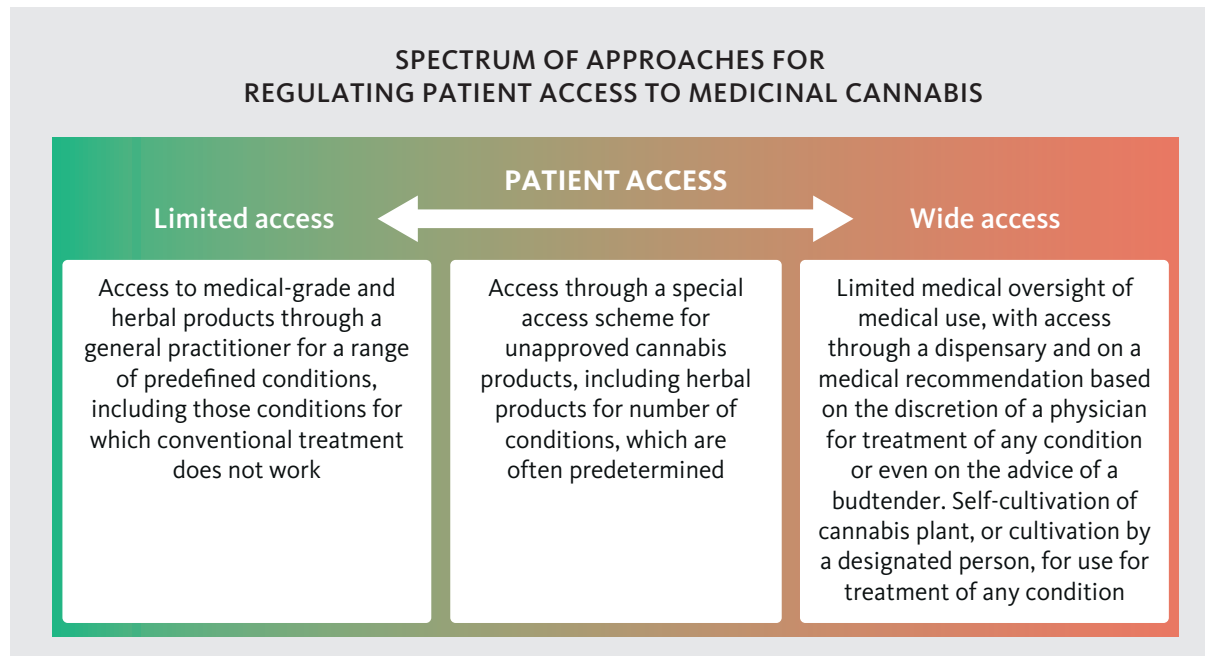 SPECTRUM OF APPROACHES FOR
REGULATING PATIENT ACCESS TO MEDICINAL CANNABIS
PATIENT ACCESS
Limited access
Wide access
Access to medical-grade and
herbal products through a
general practitioner for a range
of predefined conditions,
including those conditions for
which conventional treatment
does not work
Access through a special
access scheme for
unapproved cannabis
products, including herbal
products for number of
conditions, which are
often predetermined
Limited medical oversight of
medical use, with access
through a dispensary and on a
medical recommendation based
on the discretion of a physician
for treatment of any condition
or even on the advice of a
budtender. Self-cultivation of
cannabis plant, or cultivation by
a designated person, for use for
treatment of any condition